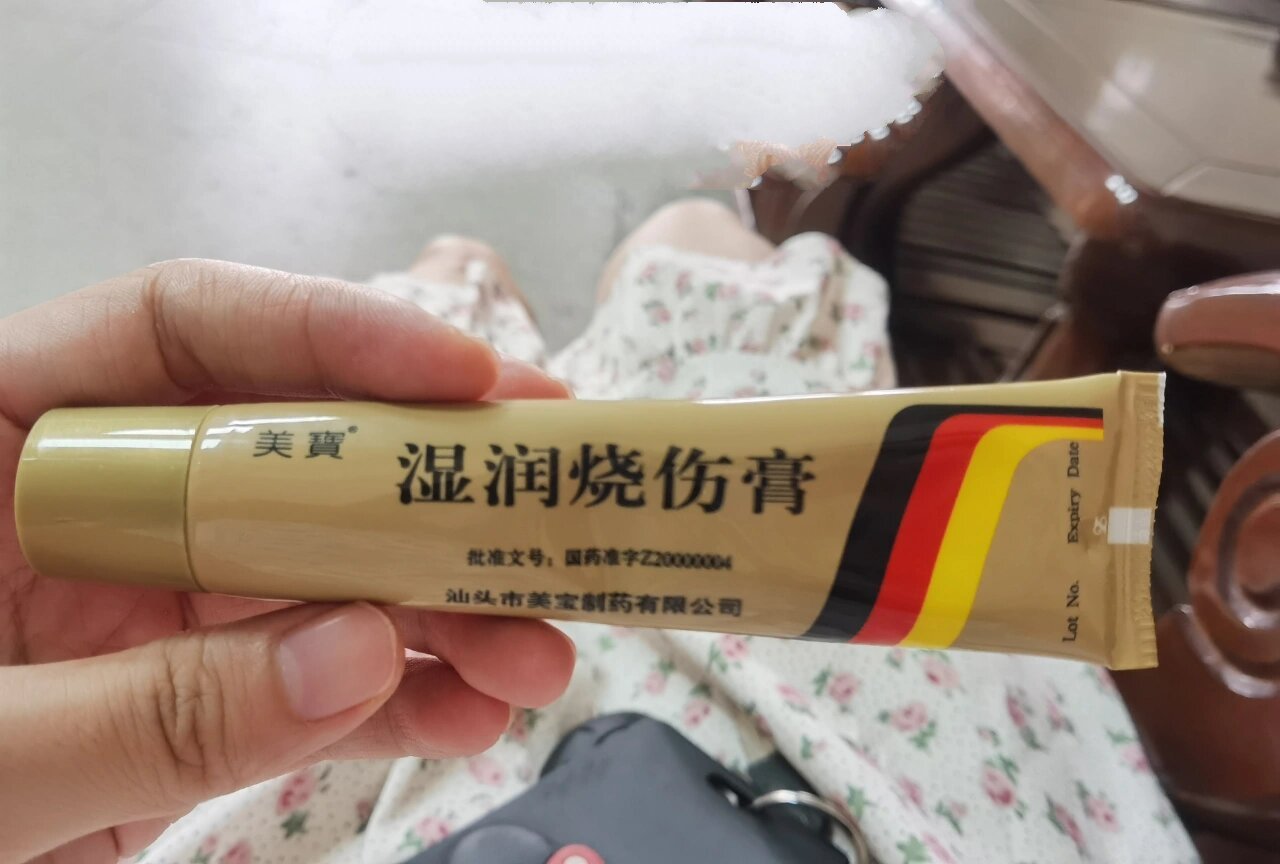 美寶®
湿润烧伤膏
批准文号：国药准字Z20000004
汕头市美宝制药有限公司
Lot No. Expiry Date